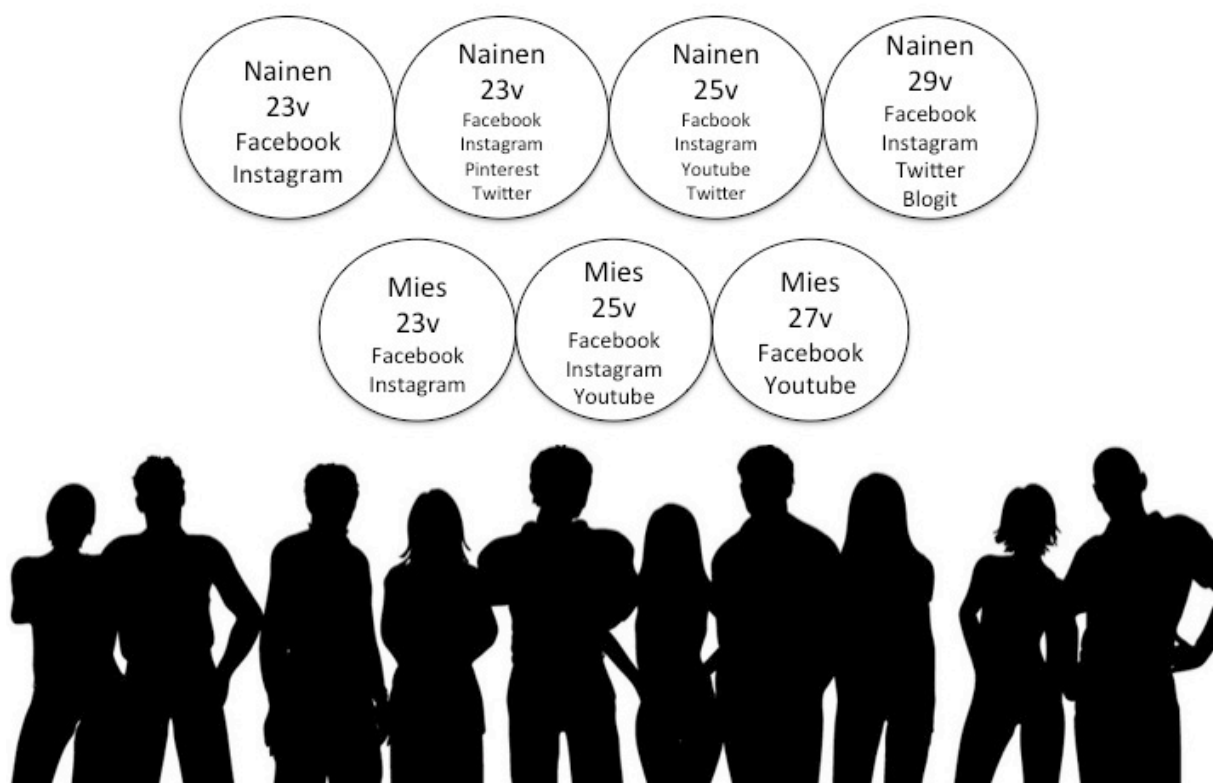 Nainen
23v
Facebook
Instagram
Nainen
23v
Facebook
Instagram
Pinterest
Twitter
Nainen
25v
Facbook
Instagram
Youtube
Twitter
Nainen
29v
Facebook
Instagram
Twitter
Blogit
Mies
23v
Facebook
Instagram
Mies
25v
Facebook
Instagram
Youtube
Mies
27v
Facebook
Youtube